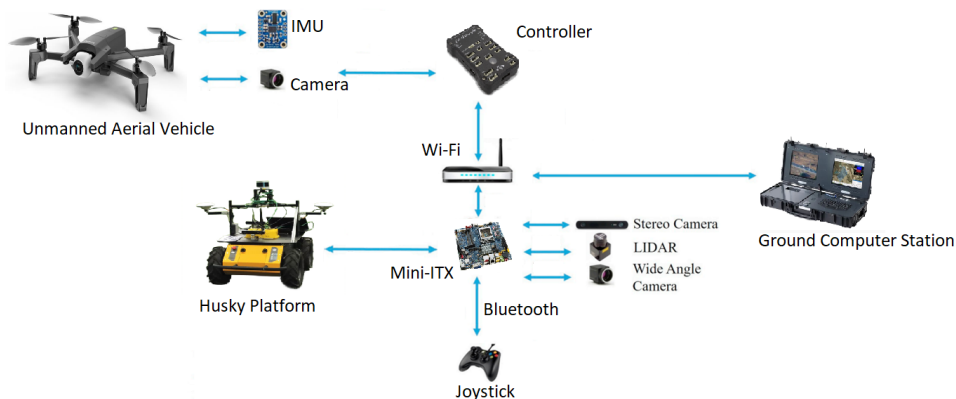 IMU
Controller
Camera
Unmanned Aerial Vehicle
Wi-Fi
Stereo Camera
Ground Computer Station
LIDAR
Mini-ITX
Wide Angle
Camera
Husky Platform
Bluetooth
Joystick